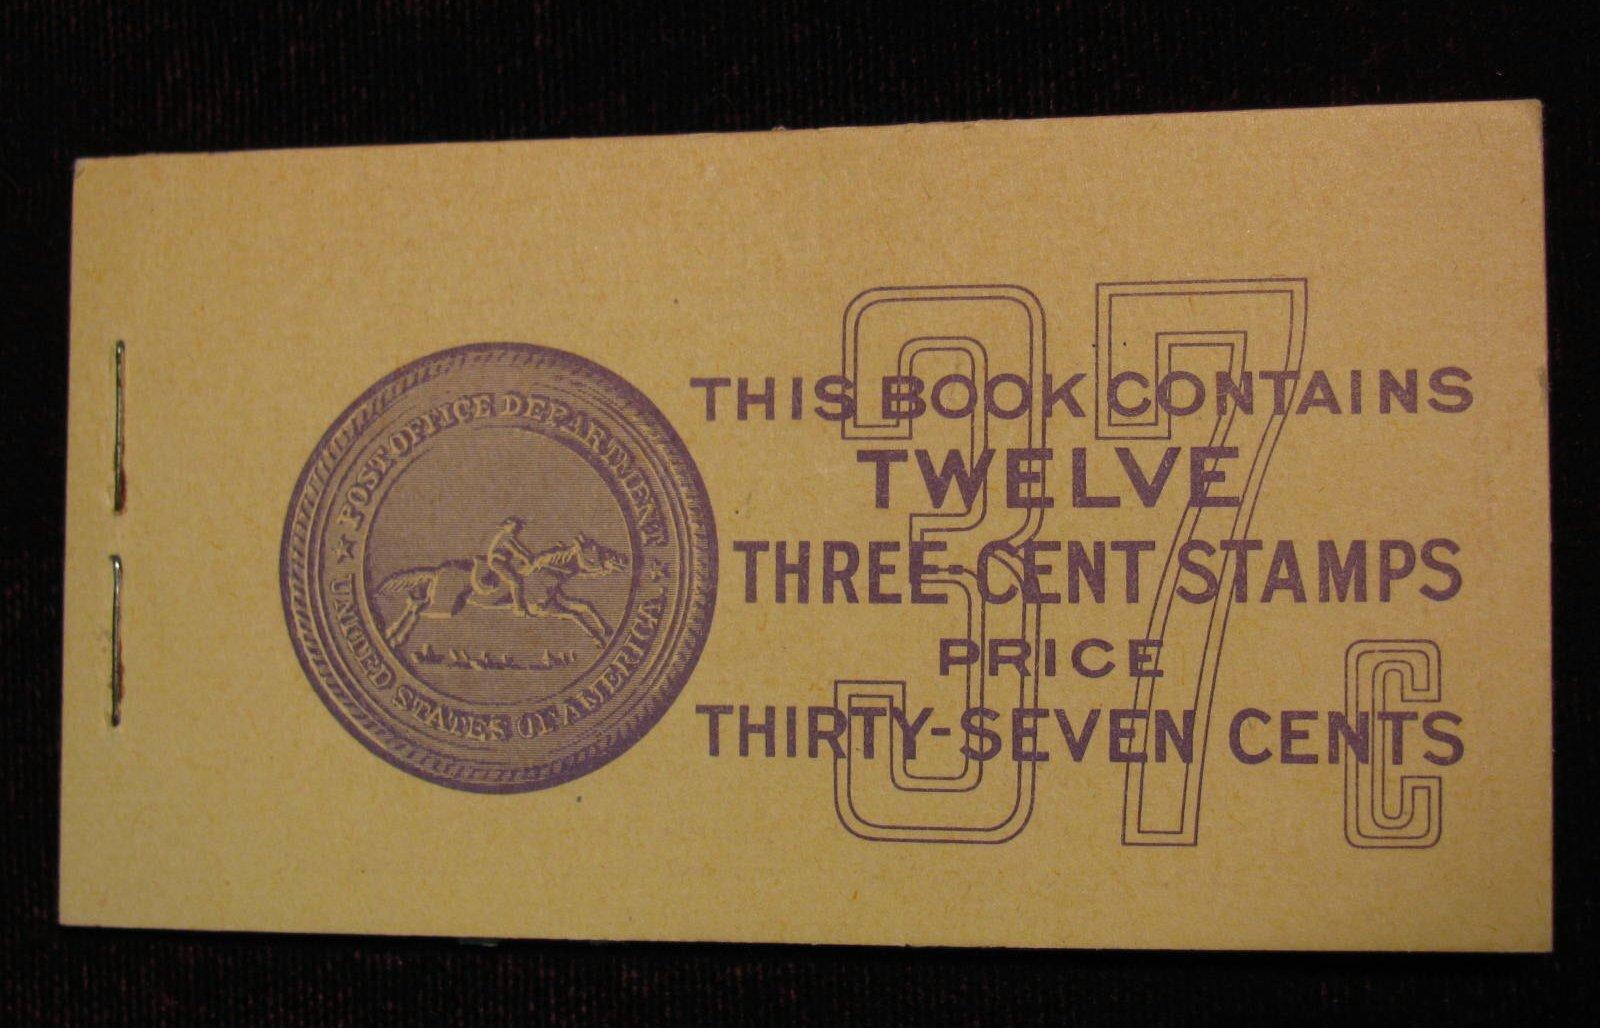 ★ POST OFFICE DEPARTMENT ★
UNITED STATES OF AMERICA
37C
THIS BOOK CONTAINS
TWELVE
THREE-CENT STAMPS
PRICE
THIRTY-SEVEN CENTS